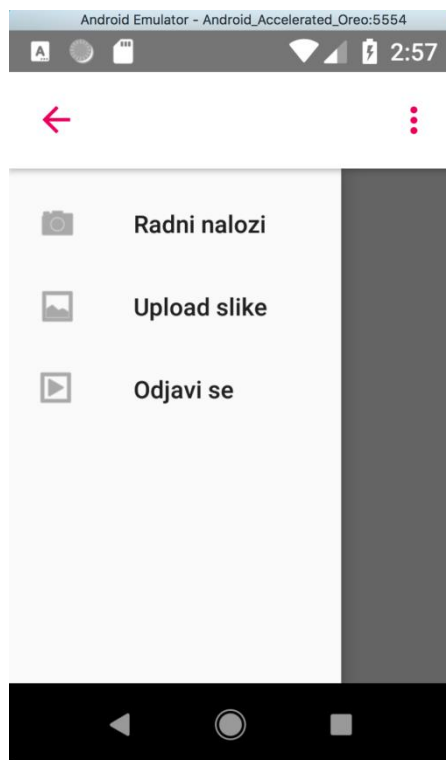 Android Emulator - Android_Accelerated_Oreo:5554
A
2:57
Radni nalozi
Upload slike
Odjavi se